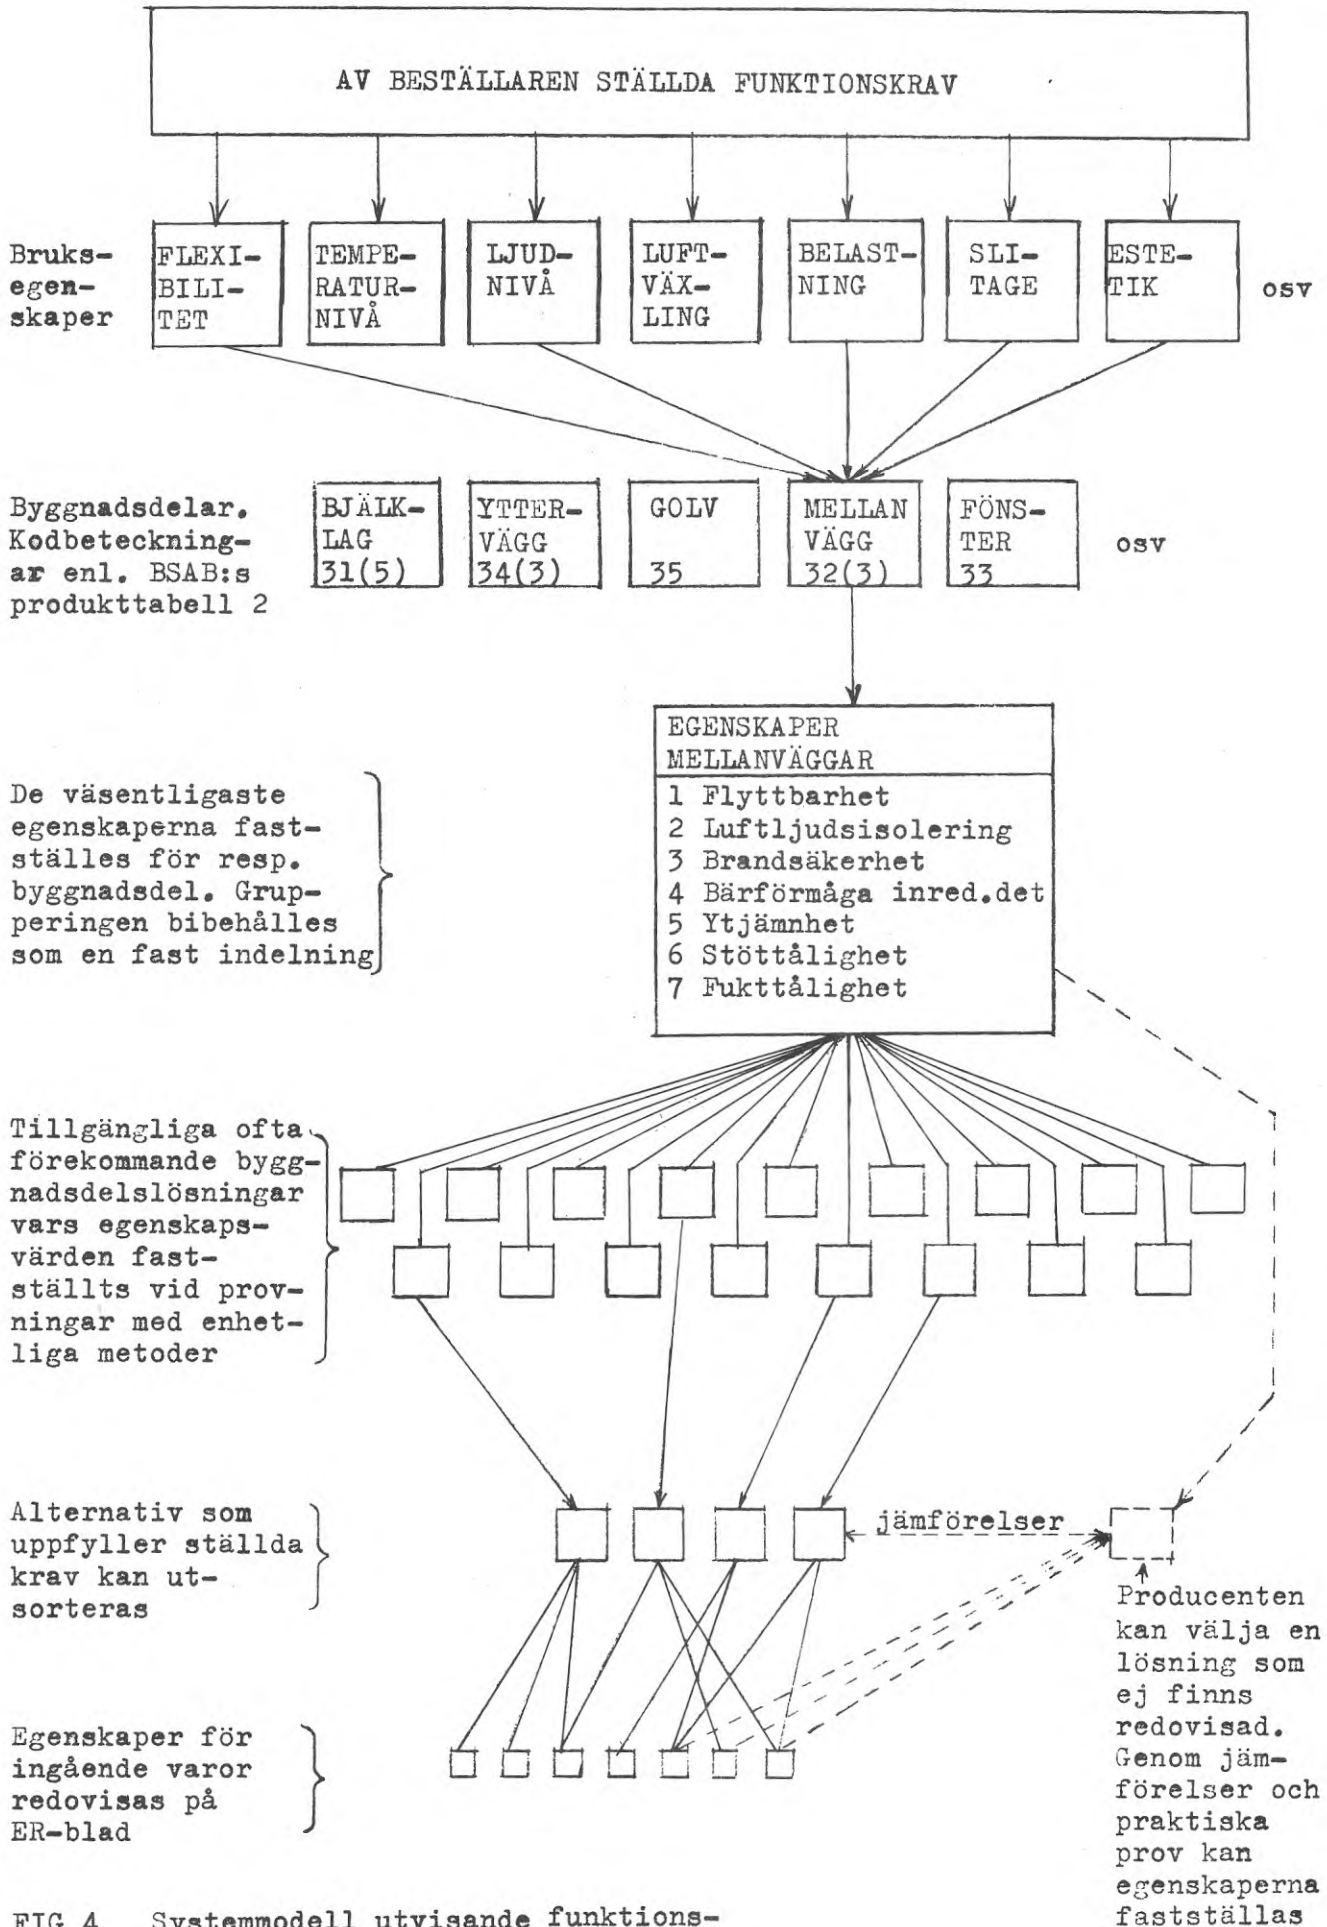 AV BESTÄLLAREN STÄLLDA FUNKTIONSKRAV
Bruks-
egen-
skaper
FLEXI-
BILI-
TET
TEMPE-
RATUR-
NIVÅ
LJUD-
NIVÅ
LUFT-
VÄX-
LING
BELAST-
NING
SLI-
TAGE
ESTE-
TIK
osv
Byggnadsdelar.
Kodbeteckning-
ar enl. BSAB:s
produkttabell 2
BJÄLK-
LAG
31(5)
YTTER-
VÄGG
34(3)
GOLV
35
MELLAN
VÄGG
32(3)
FÖNS-
TER
33
osv
EGENSKAPER
MELLANVÄGGAR
1 Flyttbarhet
2 Luftljudsisolering
3 Brandsäkerhet
4 Bärförmåga inred.det
5 Ytjämnhet
6 Stöttålighet
7 Fukttålighet
De väsentligaste
egenskaperna fast-
ställes för resp.
byggnadsdel. Grup-
peringen bibehålles
som en fast indelning
Tillgängliga ofta
förekommande bygg-
nadsdelslösningar
vars egenskaps-
värden fast-
ställts vid prov-
ningar med enhet-
liga metoder
Alternativ som
uppfyller ställda
krav kan ut-
sorteras
jämförelser
Producenten
kan välja en
lösning som
ej finns
redovisad.
Genom jäm-
förelser och
praktiska
prov kan
egenskaperna
fastställas
Egenskaper för
ingående varor
redovisas på
ER-blad
FIG 4 Systemmodell utvisande funktions-